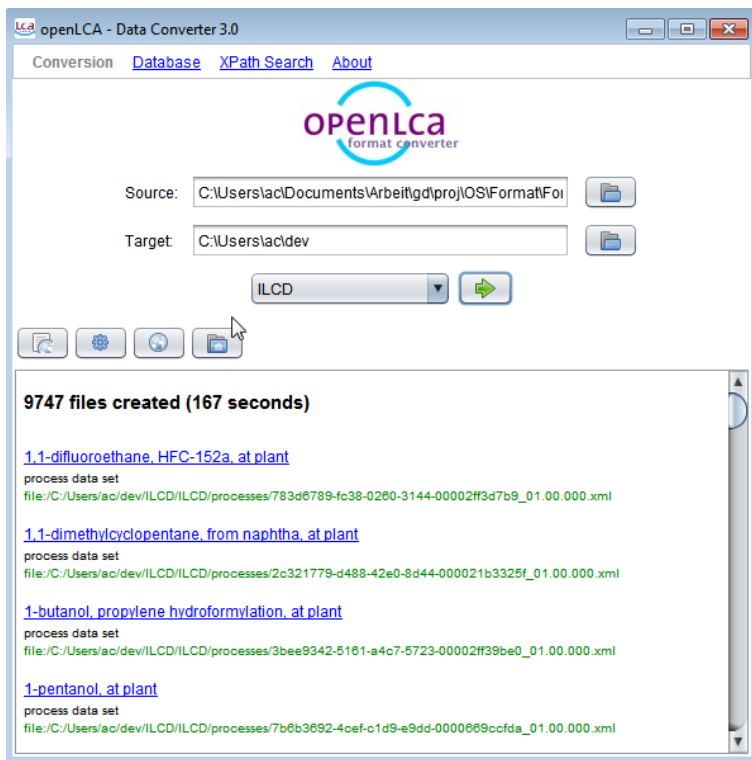 openLCA - Data Converter 3.0
Conversion Database XPath Search About
openLca
format converter
Source: C:\Users\ac\Documents\Arbeit\gd\proj\OS\Format\For
Target: C:\Users\ac\dev
ILCD
9747 files created (167 seconds)
1,1-difluoroethane, HFC-152a, at plant
process data set
file:/C:/Users/ac/dev/ILCD/ILCD/processes/783d6789-fc38-0260-3144-00002ff3d7b9_01.00.000.xml
1,1-dimethylcyclopentane, from naphtha, at plant
process data set
file:/C:/Users/ac/dev/ILCD/ILCD/processes/2c321779-d488-42e0-8d44-000021b3325f_01.00.000.xml
1-butanol, propylene hydroformylation, at plant
process data set
file:/C:/Users/ac/dev/ILCD/ILCD/processes/3bee9342-5161-a4c7-5723-00002ff39be0_01.00.000.xml
1-pentanol, at plant
process data set
file:/C:/Users/ac/dev/ILCD/ILCD/processes/7b6b3692-4cef-c1d9-e9dd-0000669ccfda_01.00.000.xml